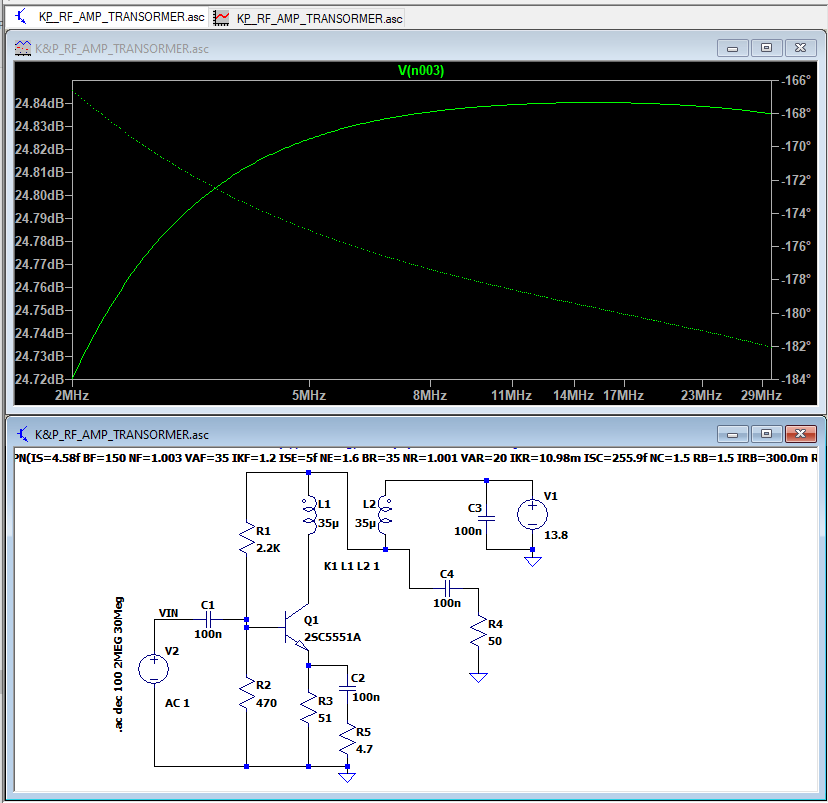 KP_RF_AMP_TRANSORMER.asc KP_RF_AMP_TRANSORMER.asc
K&P_RF_AMP_TRANSORMER.asc
V(n003)
24.84dB
24.83dB
24.82dB
24.81dB
24.80dB
24.79dB
24.78dB
24.77dB
24.76dB
24.75dB
24.74dB
24.73dB
24.72dB
-166°
-168°
-170°
-172°
-174°
-176°
-178°
-180°
-182°
-184°
2MHz 5MHz 8MHz 11MHz 14MHz 17MHz 23MHz 29MHz
K&P_RF_AMP_TRANSORMER.asc
PN(IS=4.58f BF=150 NF=1.003 VAF=35 IKF=1.2 ISE=5f NE=1.6 BR=35 NR=1.001 VAR=20 IKR=10.98m ISC=255.9f NC=1.5 RB=1.5 IRB=300.0m R
L1
35µ
L2
35µ
C3
100n
V1
13.8
R1
2.2K
K1 L1 L2 1
C4
100n
VIN
C1
100n
Q1
2SC5551A
R4
50
V2
AC 1
R2
470
R3
51
C2
100n
R5
4.7
.ac dec 100 2MEG 30Meg